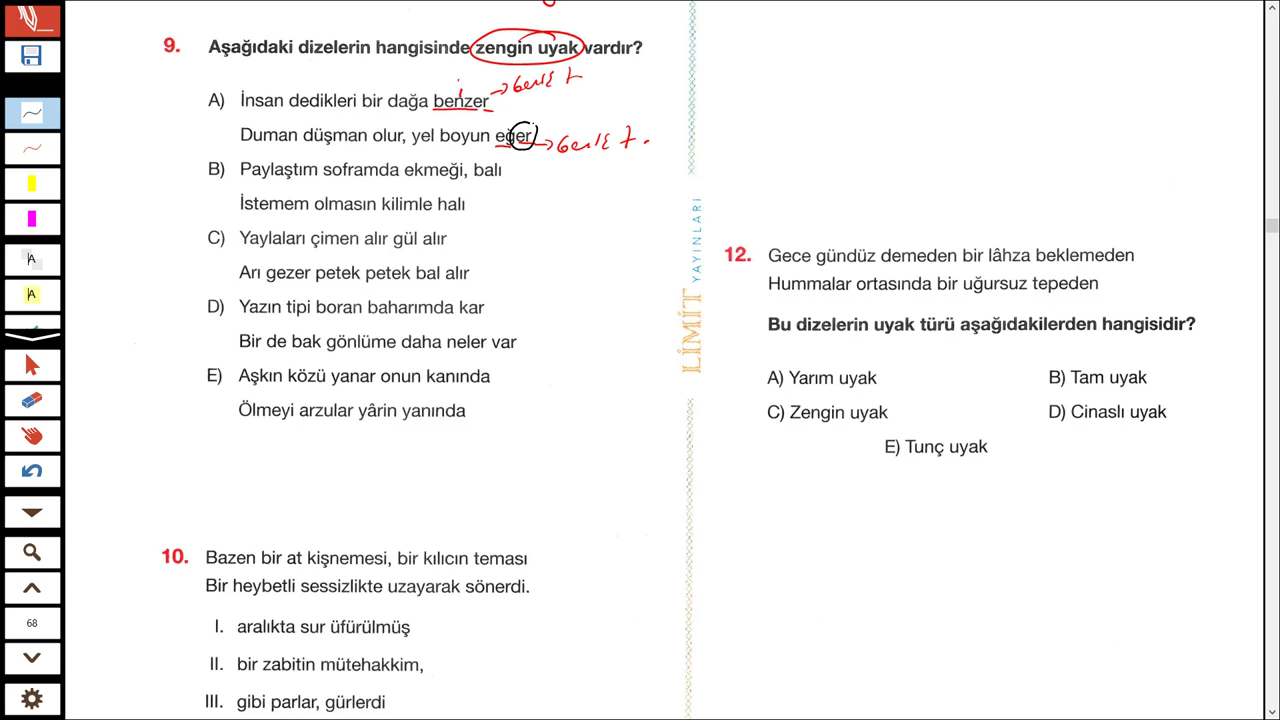 9. Aşağıdaki dizelerin hangisinde zengin uyak vardır?
A) İnsan dedikleri bir dağa benzer
Duman düşman olur, yel boyun eğer
B) Paylaştım soframda ekmeği, balı
İstemem olmasın kilimle halı
C) Yaylaları çimen alır gül alır
Arı gezer petek petek bal alır
D) Yazın tipi boran baharımda kar
Bir de bak gönlüme daha neler var
E) Aşkın közü yanar onun kanında
Ölmeyi arzular yârin yanında
10. Bazen bir at kişnemesi, bir kılıcın teması
Bir heybetli sessizlikte uzayarak sönerdi.
I. aralıkta sur üfürülmüş
II. bir zabitin mütehakkim,
III. gibi parlar, gürlerdi
LİMİT YAYINLARI
12. Gece gündüz demeden bir lâhza beklemeden
Hummalar ortasında bir uğursuz tepeden
Bu dizelerin uyak türü aşağıdakilerden hangisidir?
A) Yarım uyak B) Tam uyak
C) Zengin uyak D) Cinaslı uyak
E) Tunç uyak
A
A
68